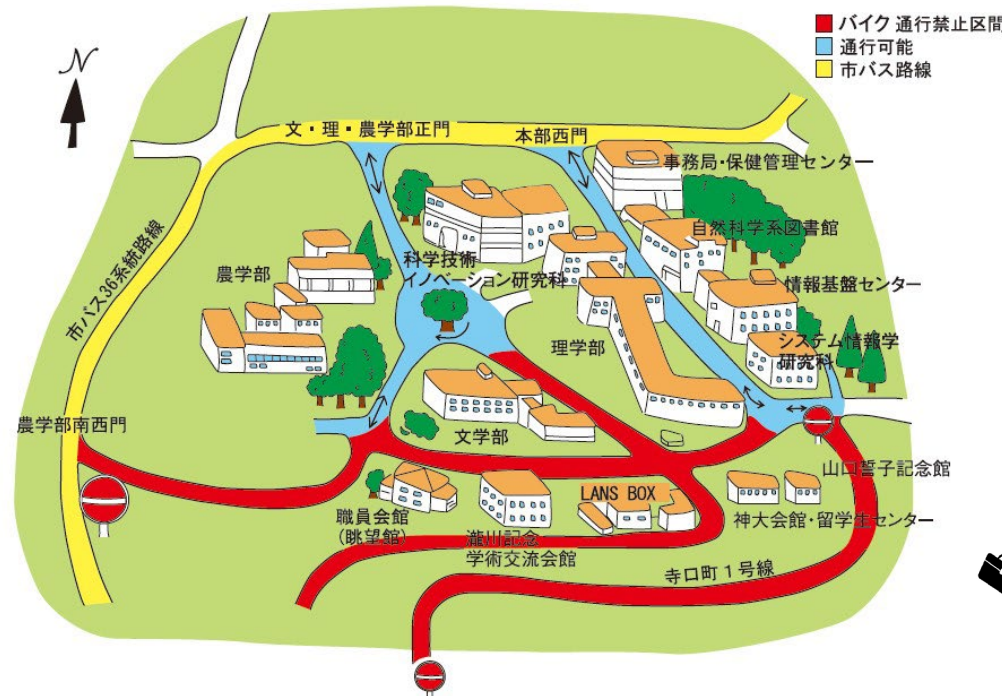 バイク 通行禁止区間
通行可能
市バス路線
N
文・理・農学部正門
本部西門
事務局・保健管理センター
自然科学系図書館
科学技術
イノベーション研究科
農学部
情報基盤センター
市バス36系統路線
理学部
システム情報学
研究科
農学部南西門
文学部
山口誓子記念館
LANS BOX
職員会館
(眺望館)
瀧川記念
学術交流会館
神大会館・留学生センター
寺口町1号線